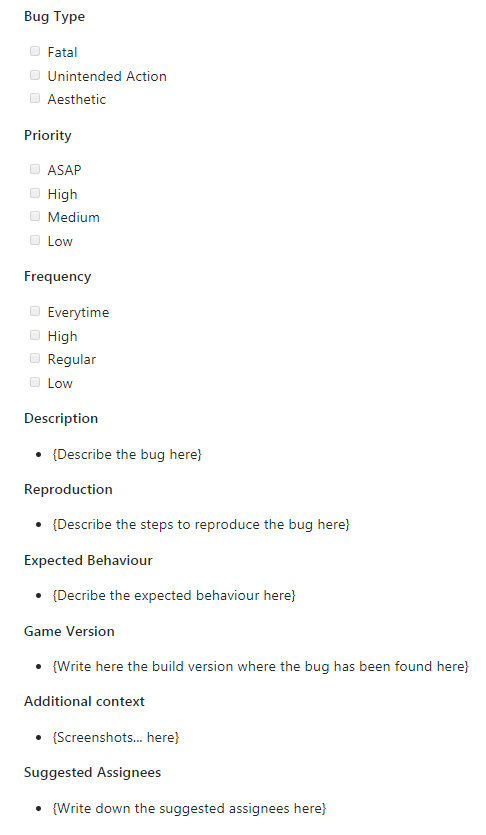 Bug Type
Fatal
Unintended Action
Aesthetic
Priority
ASAP
High
Medium
Low
Frequency
Everytime
High
Regular
Low
Description
{Describe the bug here}
Reproduction
{Describe the steps to reproduce the bug here}
Expected Behaviour
{Decribe the expected behaviour here}
Game Version
{Write here the build version where the bug has been found here}
Additional context
{Screenshots... here}
Suggested Assignees
{Write down the suggested assignees here}